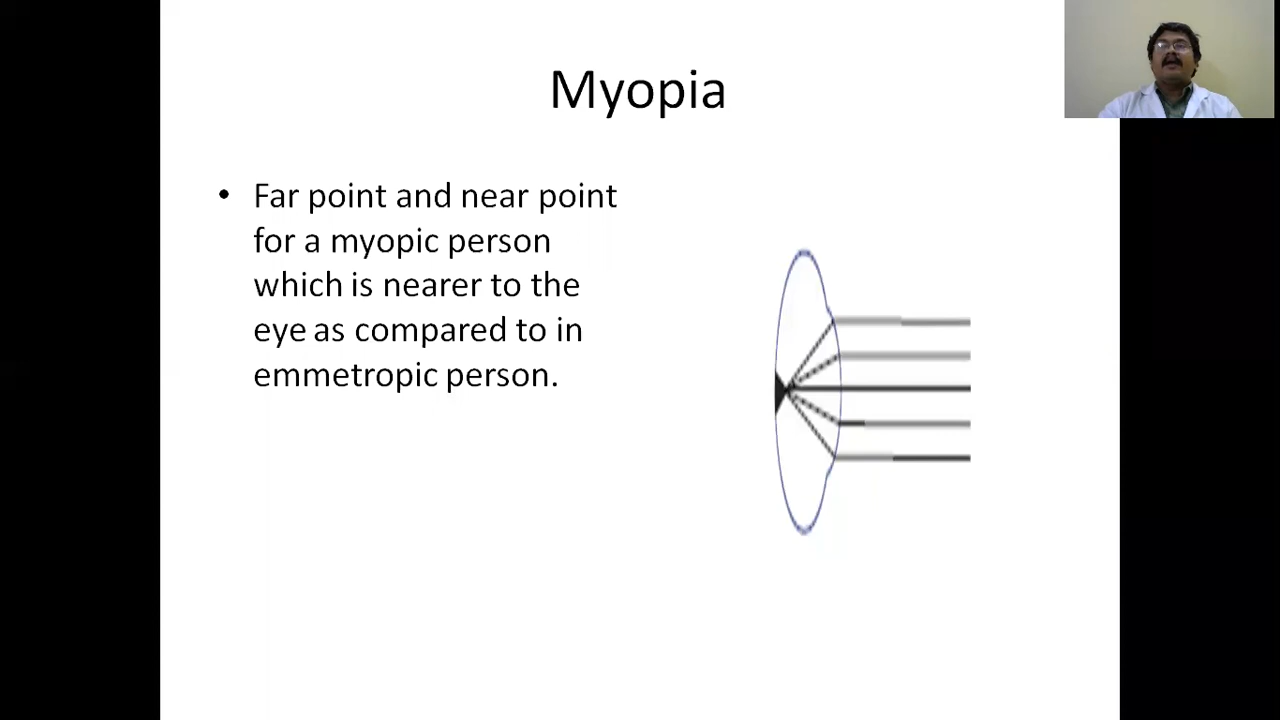 Myopia
• Far point and near point
for a myopic person
which is nearer to the
eye as compared to in
emmetropic person.